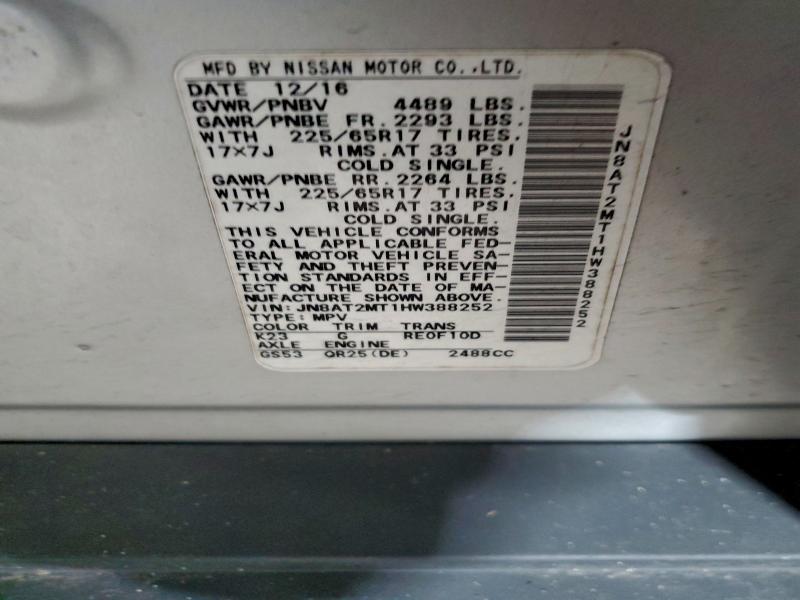 MFD BY NISSAN MOTOR CO.,LTD.
DATE 12/16
GVWR/PNBV 4489 LBS.
GAWR/PNBE FR. 2293 LBS.
WITH 225/65R17 TIRES.
17×7J RIMS.AT 33 PSI
COLD SINGLE.
GAWR/PNBE RR. 2264 LBS.
WITH 225/65R17 TIRES.
17×7J RIMS.AT 33 PSI
COLD SINGLE.
THIS VEHICLE CONFORMS
TO ALL APPLICABLE FED-
ERAL MOTOR VEHICLE SA-
FETY AND THEFT PREVEN-
TION STANDARDS IN EFF-
ECT ON THE DATE OF MA-
NUFACTURE SHOWN ABOVE.
VIN: JN8AT2MT1HW388252
TYPE: MPV
COLOR TRIM TRANS
K23 G RE0F10D
AXLE ENGINE
GS53 QR25(DE) 2488CC
JN8AT2MT1HW388252